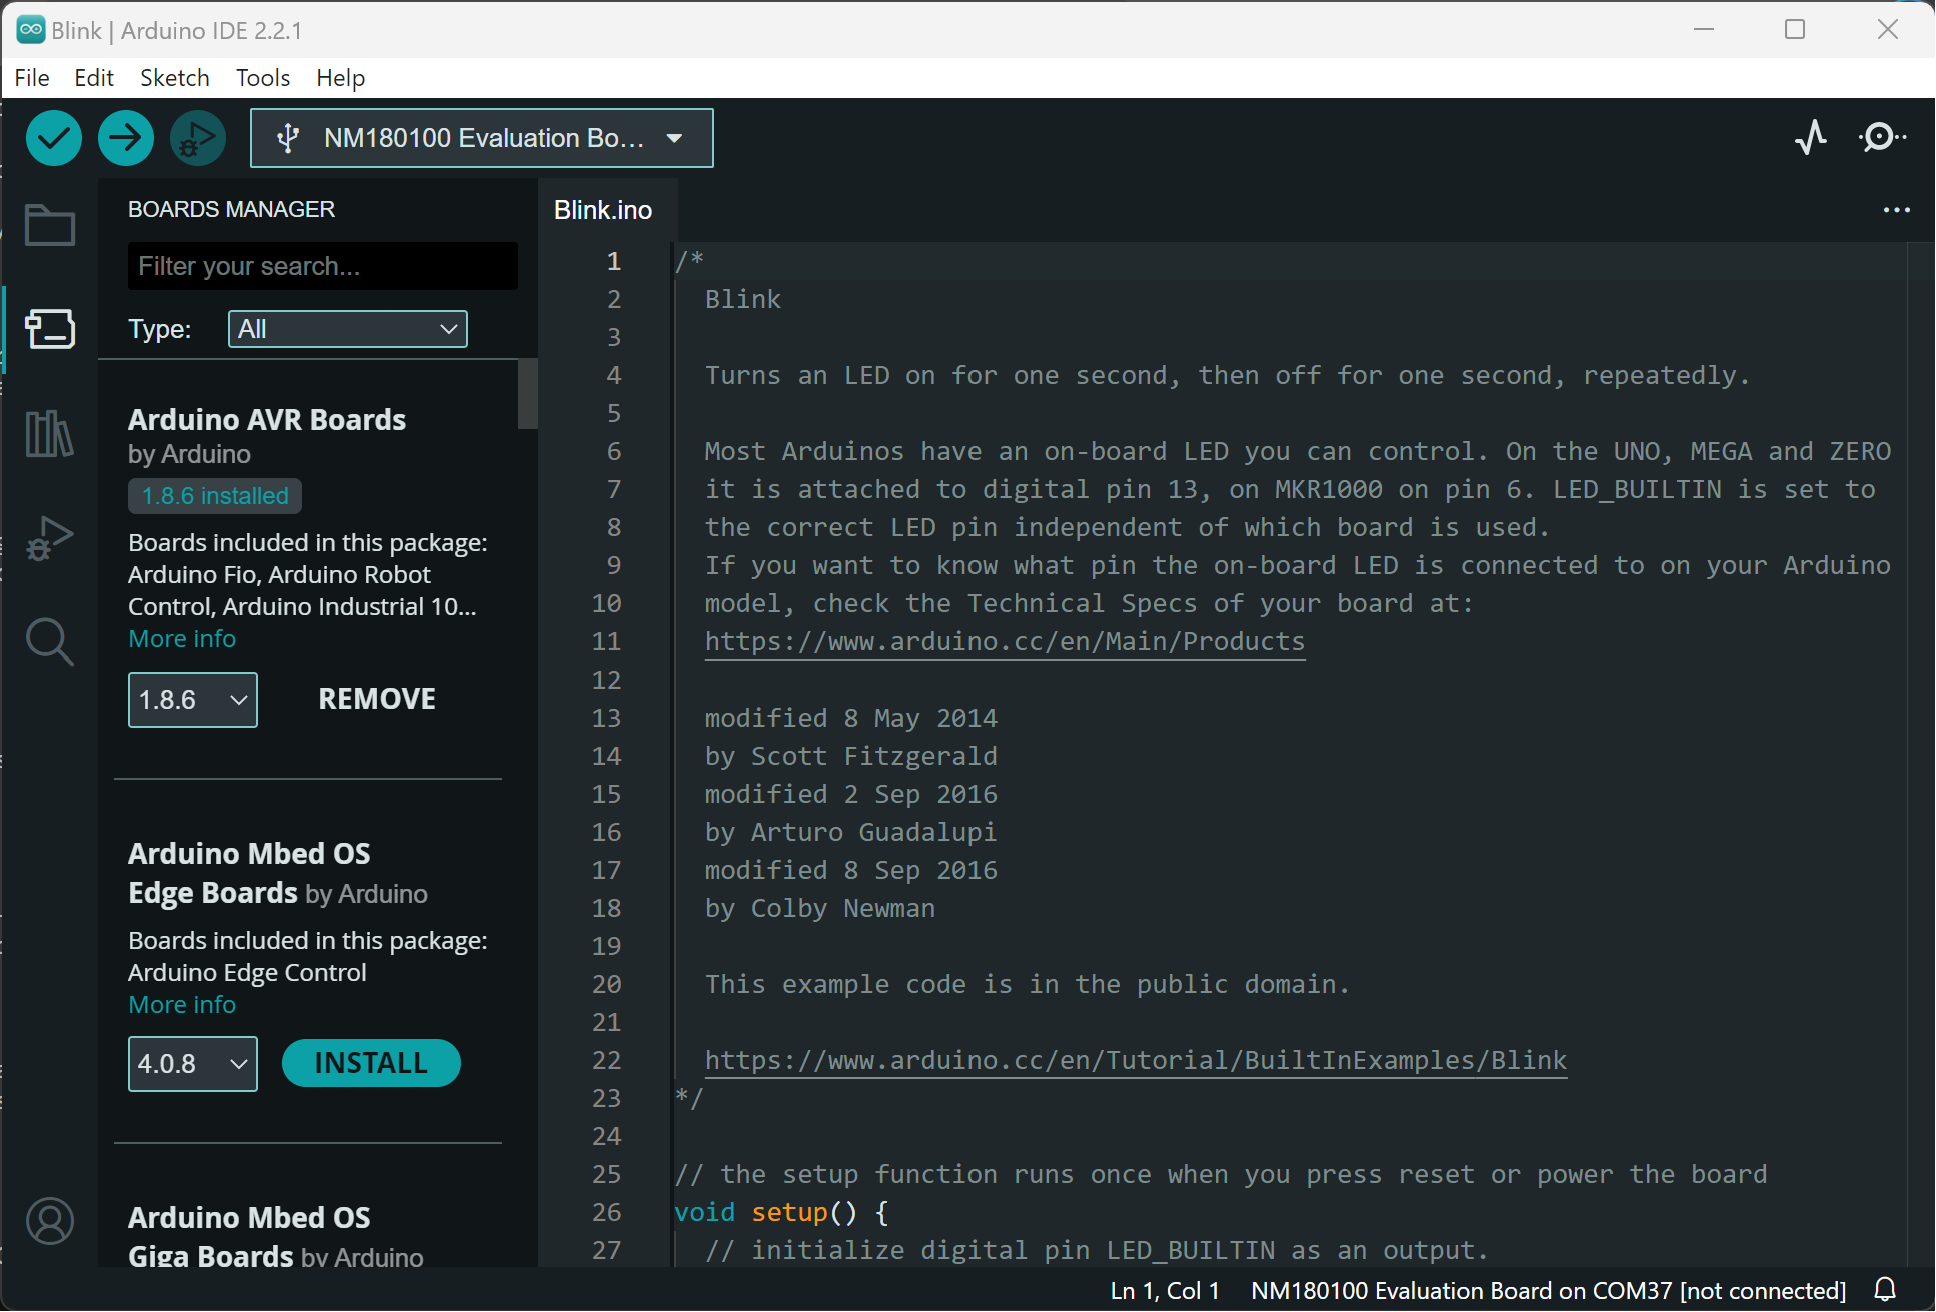 Blink | Arduino IDE 2.2.1
File Edit Sketch Tools Help
NM180100 Evaluation Bo...
BOARDS MANAGER
Filter your search...
Type: All
Arduino AVR Boards
by Arduino
1.8.6 installed
Boards included in this package:
Arduino Fio, Arduino Robot
Control, Arduino Industrial 10...
More info
1.8.6 REMOVE
Arduino Mbed OS
Edge Boards by Arduino
Boards included in this package:
Arduino Edge Control
More info
4.0.8 INSTALL
Arduino Mbed OS
Giga Boards by Arduino
Blink.ino
1 /*
2 Blink
3
4 Turns an LED on for one second, then off for one second, repeatedly.
5
6 Most Arduinos have an on-board LED you can control. On the UNO, MEGA and ZERO
7 it is attached to digital pin 13, on MKR1000 on pin 6. LED_BUILTIN is set to
8 the correct LED pin independent of which board is used.
9 If you want to know what pin the on-board LED is connected to on your Arduino
10 model, check the Technical Specs of your board at:
11 https://www.arduino.cc/en/Main/Products
12
13 modified 8 May 2014
14 by Scott Fitzgerald
15 modified 2 Sep 2016
16 by Arturo Guadalupi
17 modified 8 Sep 2016
18 by Colby Newman
19
20 This example code is in the public domain.
21
22 https://www.arduino.cc/en/Tutorial/BuiltInExamples/Blink
23 */
24
25 // the setup function runs once when you press reset or power the board
26 void setup() {
27 // initialize digital pin LED_BUILTIN as an output.
Ln 1, Col 1 NM180100 Evaluation Board on COM37 [not connected]